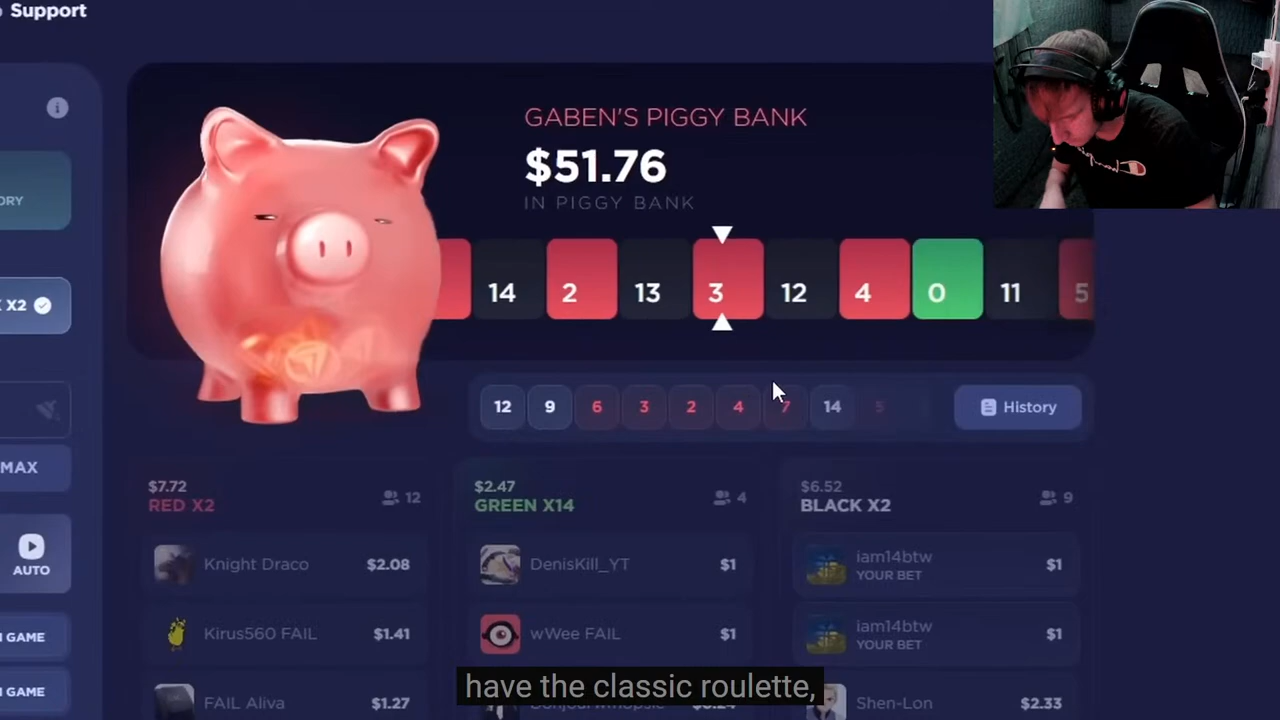 Support
GABEN'S PIGGY BANK
$51.76
IN PIGGY BANK
ORY
X2
14 2 13 3 12 4 0 11 5
MAX
12 9 6 3 2 4 7 14 5
History
$7.72
RED X2
12
$2.47
GREEN X14
4
$6.52
BLACK X2
9
AUTO
Knight Draco $2.08
DenisKill_YT $1
iam14btw
YOUR BET
$1
GAME
Kirus560 FAIL $1.41
wWee FAIL $1
iam14btw
YOUR BET
$1
GAME
FAIL Aliva $1.27
Shen-Lon $2.33
have the classic roulette,